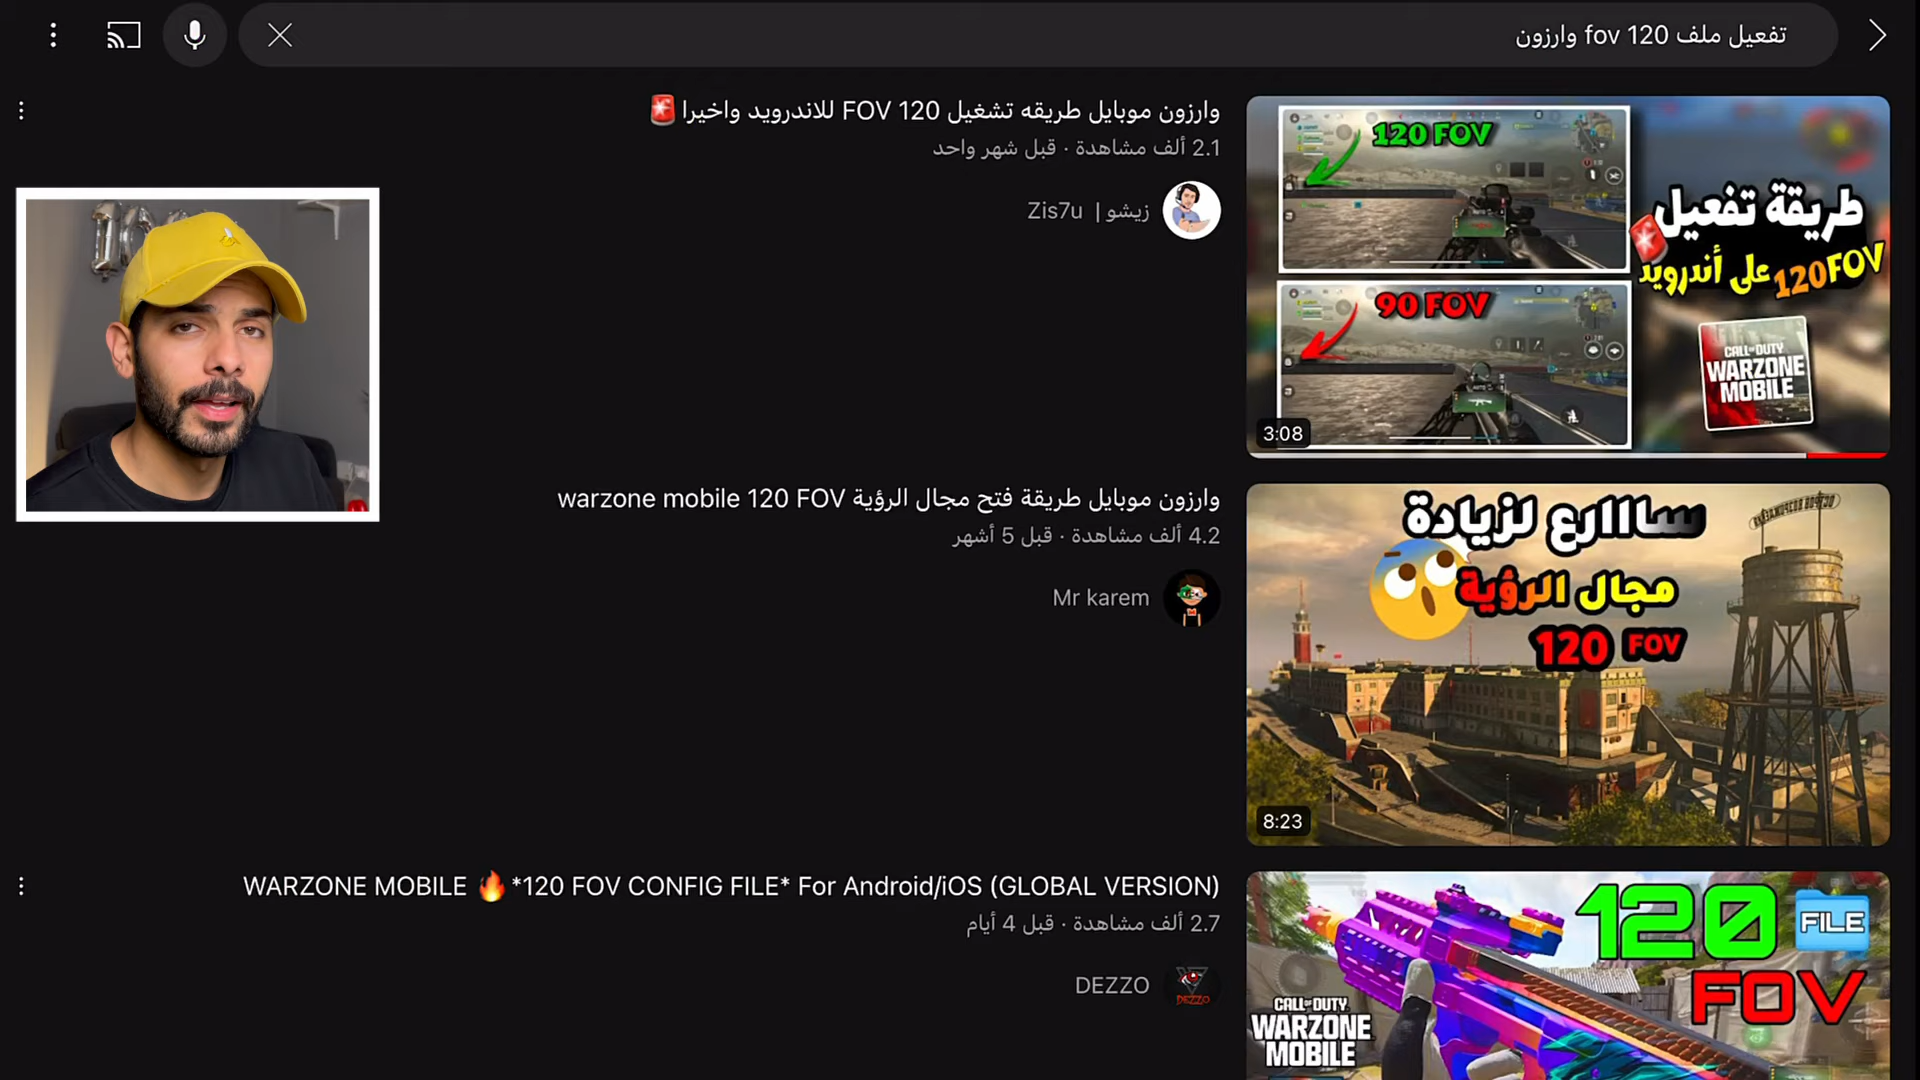 تفعيل ملف fov 120 وارزون
وارزون موبايل طريقه تشغيل 120 FOV للاندرويد واخيرا🚨
2.1 ألف مشاهدة · قبل شهر واحد
زيشو | Zis7u
120 FOV
90 FOV
طريقة تفعيل
120FOV على أندرويد
CALL OF DUTY
WARZONE
MOBILE
3:08
وارزون موبايل طريقة فتح مجال الرؤية warzone mobile 120 FOV
4.2 ألف مشاهدة · قبل 5 أشهر
Mr karem
ساااارع لزيادة
مجال الرؤية
120 FOV
8:23
WARZONE MOBILE 🔥 *120 FOV CONFIG FILE* For Android/iOS (GLOBAL VERSION)
2.7 ألف مشاهدة · قبل 4 أيام
DEZZO
DEZZO
120 FILE
FOV
CALL OF DUTY
WARZONE
MOBILE